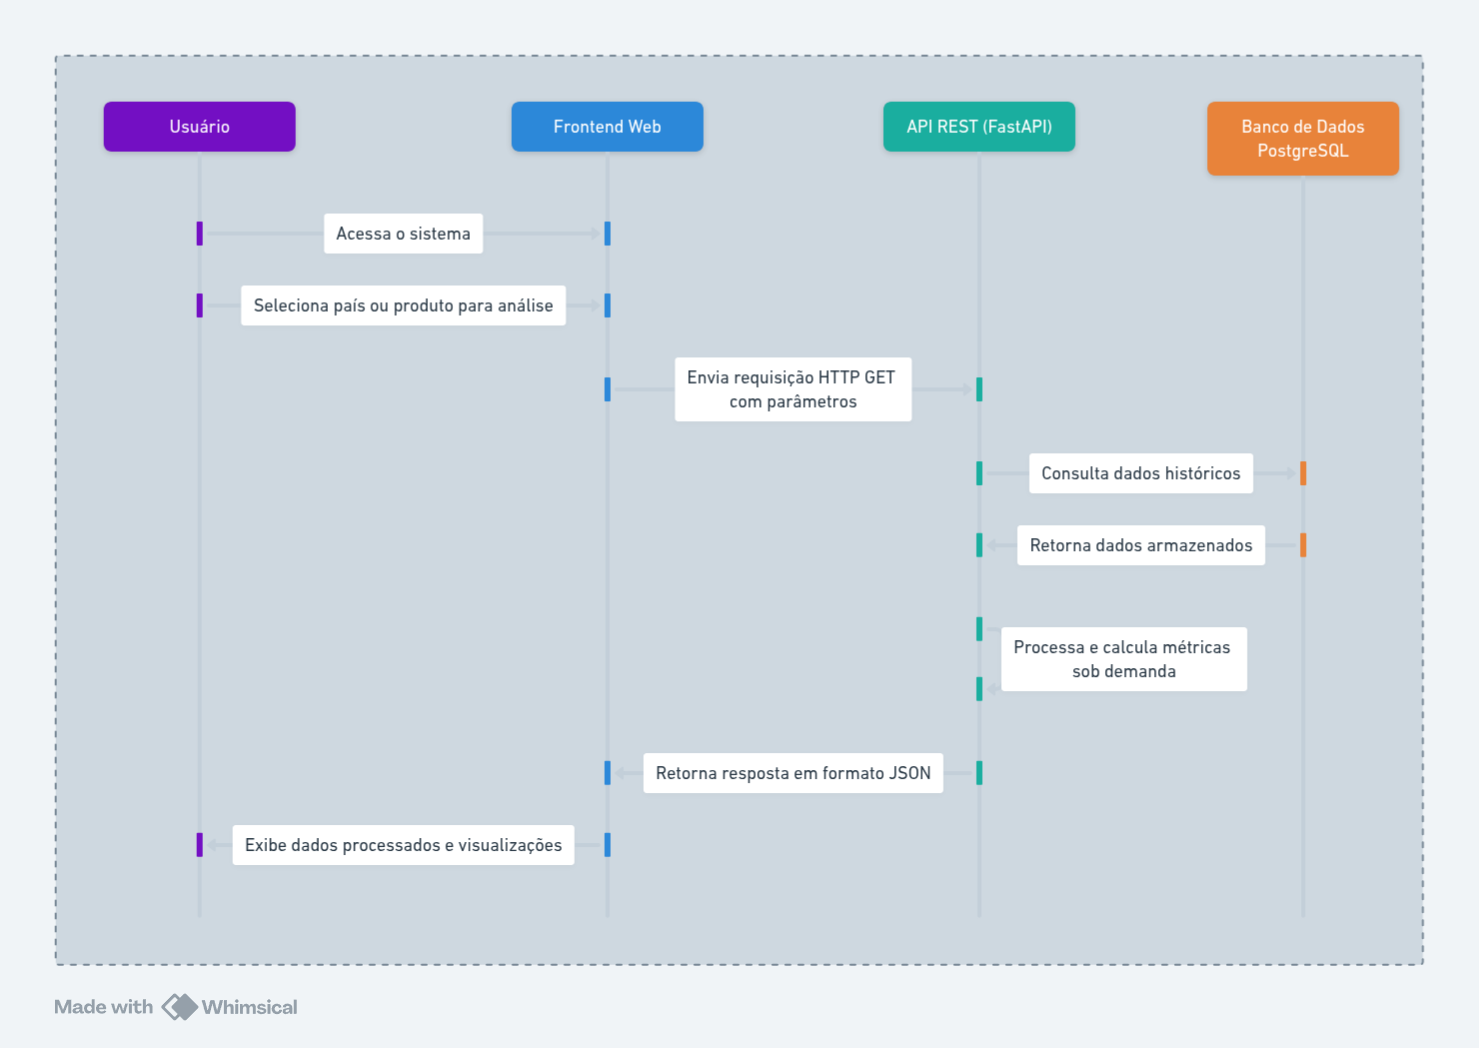 Usuário
Frontend Web
API REST (FastAPI)
Banco de Dados
PostgreSQL
Acessa o sistema
Seleciona país ou produto para análise
Envia requisição HTTP GET
com parâmetros
Consulta dados históricos
Retorna dados armazenados
Processa e calcula métricas
sob demanda
Retorna resposta em formato JSON
Exibe dados processados e visualizações
Made with Whimsical